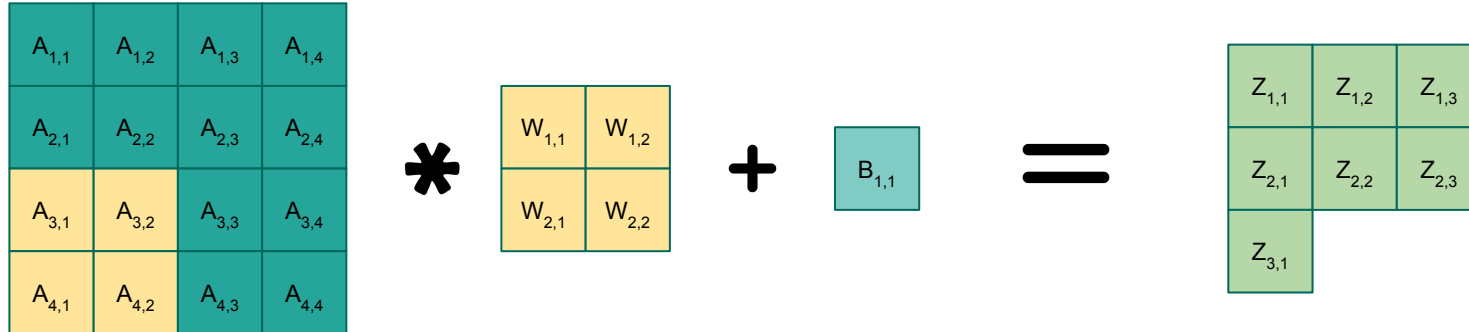 A1,1 A1,2 A1,3 A1,4
A2,1 A2,2 A2,3 A2,4
A3,1 A3,2 A3,3 A3,4
A4,1 A4,2 A4,3 A4,4
*
W1,1 W1,2
W2,1 W2,2
+
B1,1
=
Z1,1 Z1,2 Z1,3
Z2,1 Z2,2 Z2,3
Z3,1